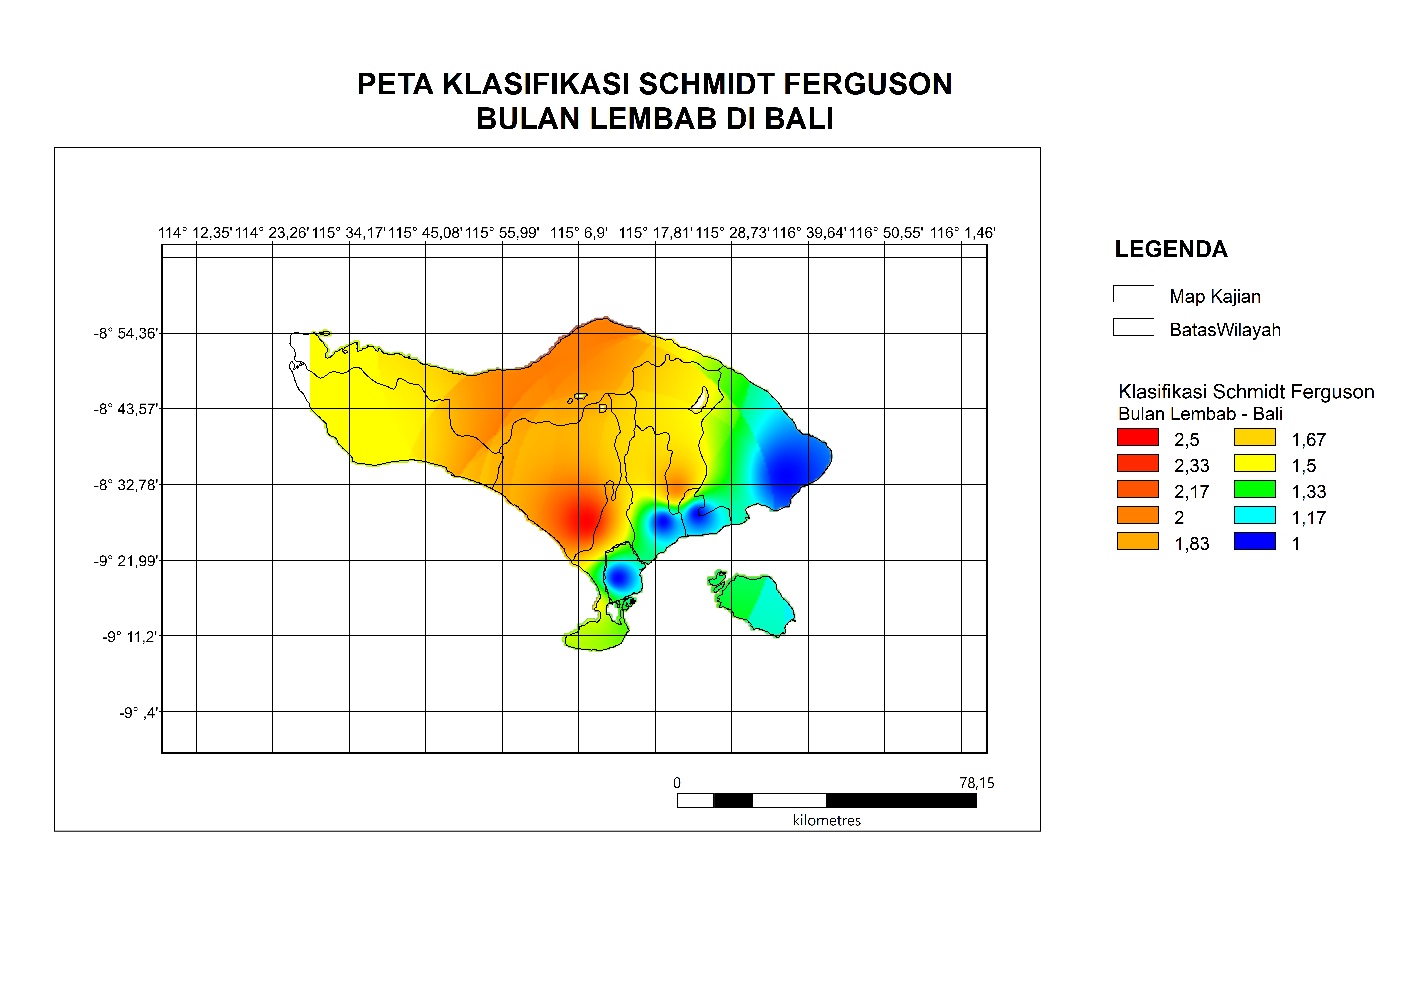 PETA KLASIFIKASI SCHMIDT FERGUSON
BULAN LEMBAB DI BALI
114° 12,35' 114° 23,26' 115° 34,17' 115° 45,08' 115° 55,99' 115° 6,9' 115° 17,81' 115° 28,73' 116° 39,64' 116° 50,55' 116° 1,46'
-8° 54,36'
-8° 43,57'
-8° 32,78'
-9° 21,99'
-9° 11,2'
-9° ,4'
0 78,15
kilometres
LEGENDA
Map Kajian
BatasWilayah
Klasifikasi Schmidt Ferguson
Bulan Lembab - Bali
2,5 1,67
2,33 1,5
2,17 1,33
2 1,17
1,83 1